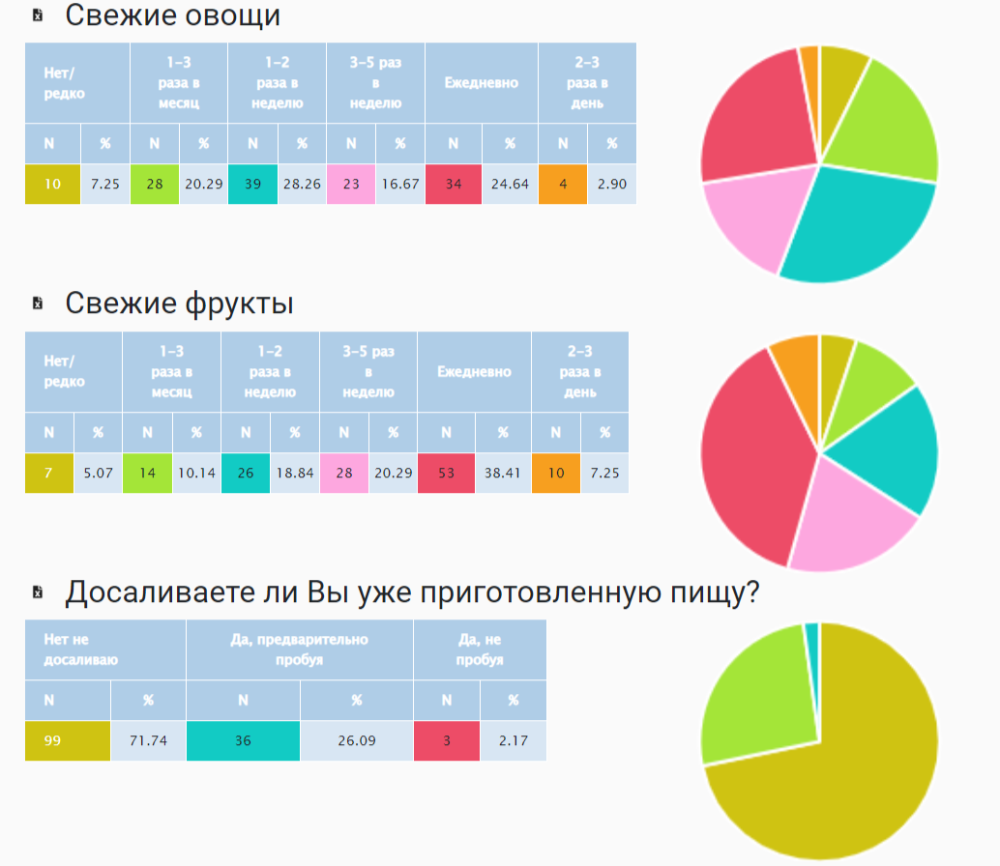 Свежие овощи
Нет/
редко
1–3
раза в
месяц
1–2
раза в
неделю
3–5 раз
в
неделю
Ежедневно
2–3
раза в
день
N % N % N % N % N % N %
10 7.25 28 20.29 39 28.26 23 16.67 34 24.64 4 2.90
Свежие фрукты
Нет/
редко
1–3
раза в
месяц
1–2
раза в
неделю
3–5 раз
в
неделю
Ежедневно
2–3
раза в
день
N % N % N % N % N % N %
7 5.07 14 10.14 26 18.84 28 20.29 53 38.41 10 7.25
Досаливаете ли Вы уже приготовленную пищу?
Нет не
досаливаю
Да, предварительно
пробуя
Да, не
пробуя
N % N % N %
99 71.74 36 26.09 3 2.17